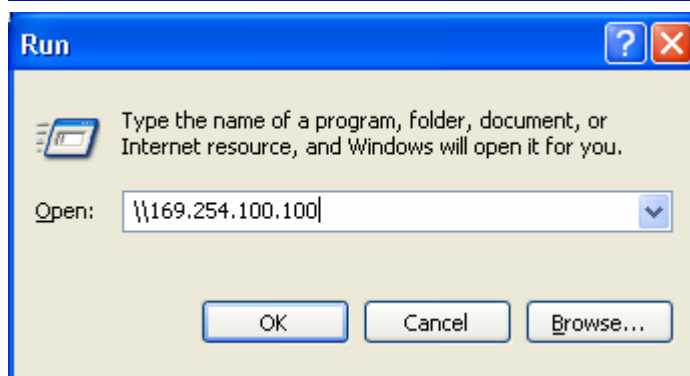 Run
Type the name of a program, folder, document, or
Internet resource, and Windows will open it for you.
Open: \\169.254.100.100
OK Cancel Browse...